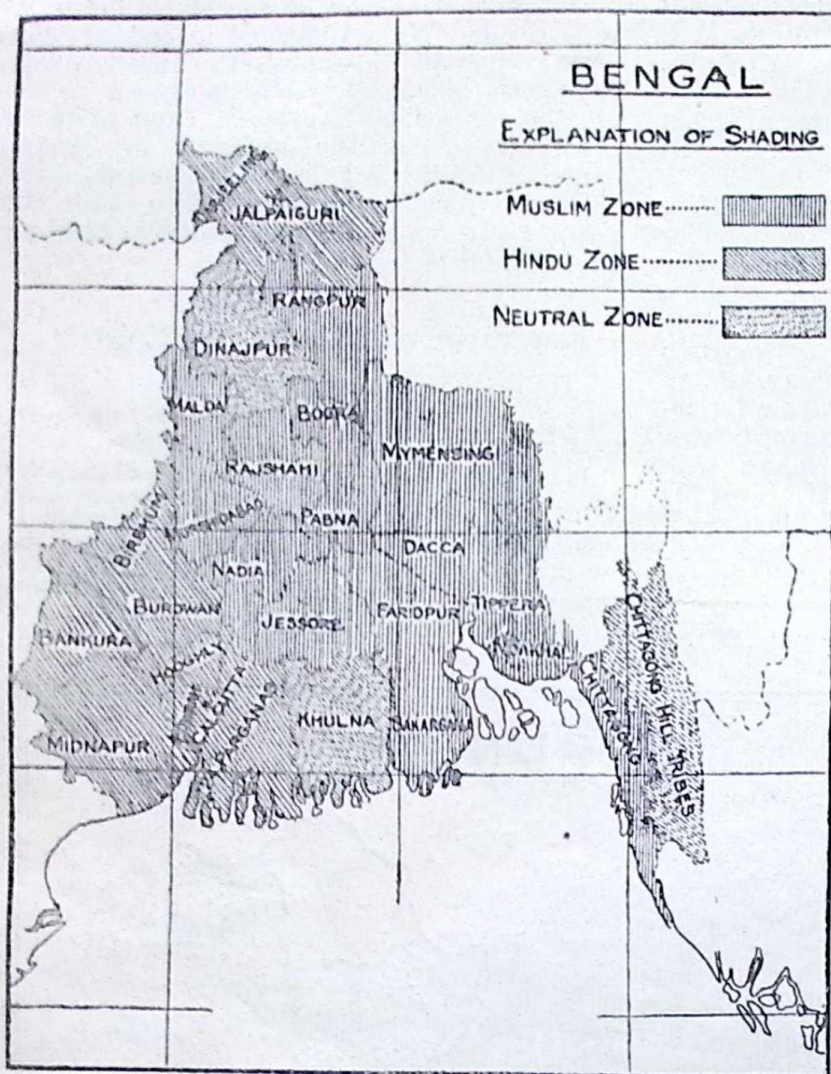 BENGAL
EXPLANATION OF SHADING
MUSLIM ZONE
HINDU ZONE
NEUTRAL ZONE
DARJEELING
JALPAIGURI
RANGPUR
DINAJPUR
MALDA
BOGRA
MYMENSING
RAJSHAHI
MURSHIDABAD
PABNA
BIRBHUM
DACCA
NADIA
BURDWAN
FARIDPUR
TIPPERA
JESSORE
BANKURA
NOAKHALI
HOOGHLY
CHITTAGONG HILL TRIBES
CHITTAGONG
CALCUTTA
PARGANAS
KHULNA
BAKARGANJ
MIDNAPUR